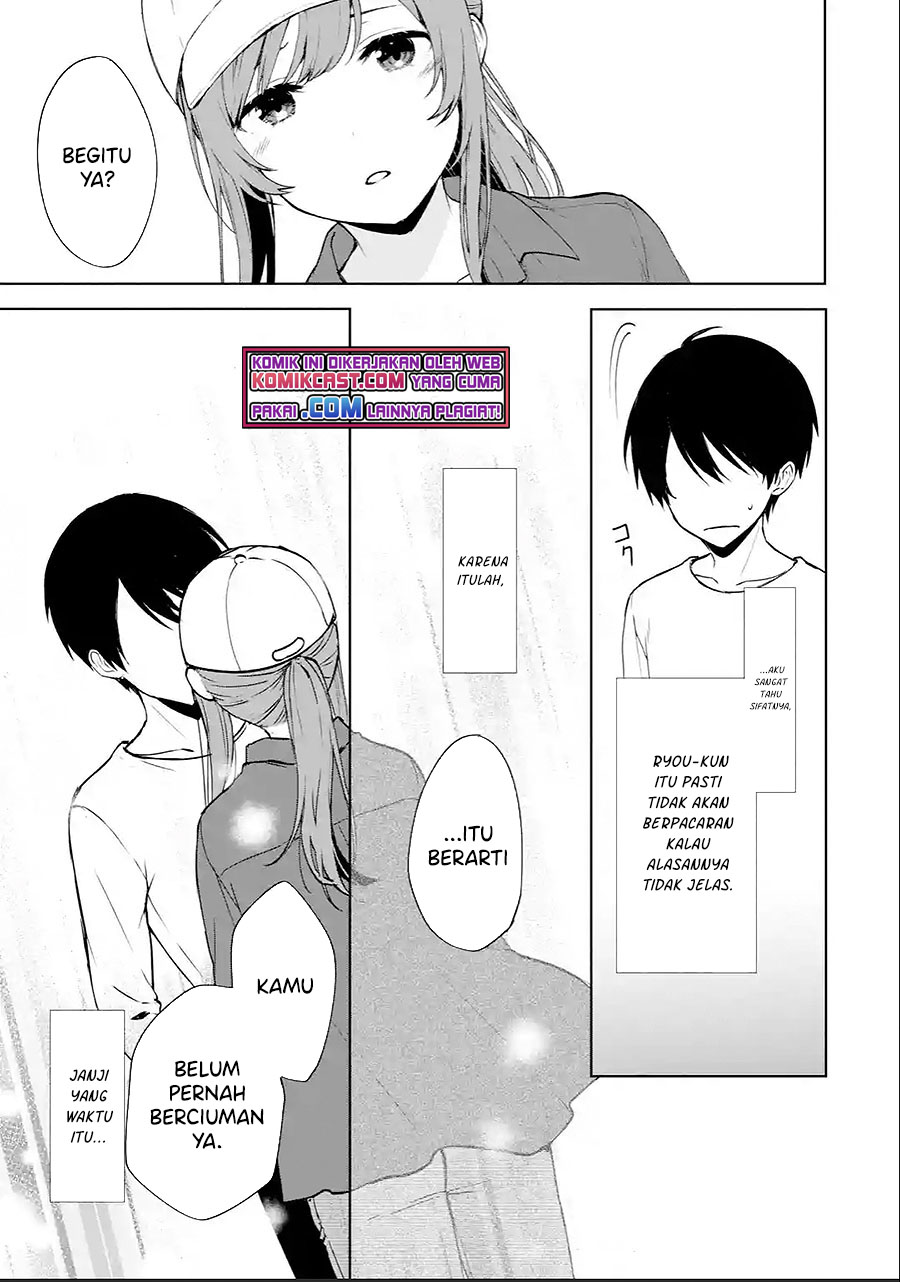 BEGITU
YA?
KOMIK INI DIKERJAKAN OLEH WEB
KOMIKCAST.COM YANG CUMA
PAKAI .COM LAINNYA PLAGIAT!
コク
...AKU
SANGAT
TAHU
SIFATNYA,
RYOU-KUN
ITU PASTI
TIDAK AKAN
BERPACARAN
KALAU
ALASANNYA
TIDAK JELAS.
KARENA
ITULAH,
...ITU
BERARTI
KAMU
BELUM
PERNAH
BERCIUMAN
YA.
JANJI
YANG
WAKTU
ITU...